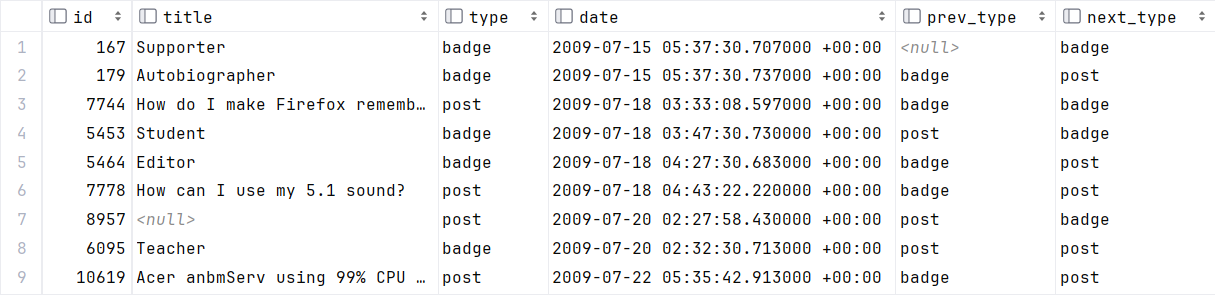 id title type date prev_type next_type
1 167 Supporter badge 2009-07-15 05:37:30.707000 +00:00 <null> badge
2 179 Autobiographer badge 2009-07-15 05:37:30.737000 +00:00 badge post
3 7744 How do I make Firefox rememb… post 2009-07-18 03:33:08.597000 +00:00 badge badge
4 5453 Student badge 2009-07-18 03:47:30.730000 +00:00 post badge
5 5464 Editor badge 2009-07-18 04:27:30.683000 +00:00 badge post
6 7778 How can I use my 5.1 sound? post 2009-07-18 04:43:22.220000 +00:00 badge post
7 8957 <null> post 2009-07-20 02:27:58.430000 +00:00 post badge
8 6095 Teacher badge 2009-07-20 02:32:30.713000 +00:00 post post
9 10619 Acer anbmServ using 99% CPU … post 2009-07-22 05:35:42.913000 +00:00 badge post